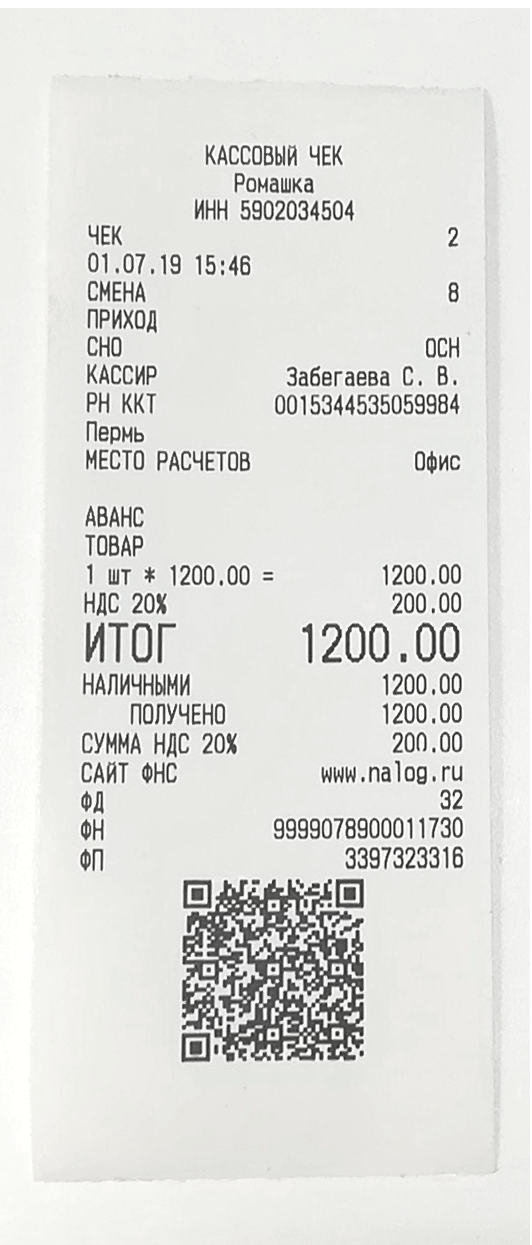 КАССОВЫЙ ЧЕК
Ромашка
ИНН 5902034504
ЧЕК 2
01.07.19 15:46
СМЕНА 8
ПРИХОД
СНО ОСН
КАССИР Забегаева С. В.
РН ККТ 0015344535059984
Пермь
МЕСТО РАСЧЕТОВ Офис
АВАНС
ТОВАР
1 шт * 1200.00 = 1200.00
НДС 20% 200.00
ИТОГ 1200.00
НАЛИЧНЫМИ 1200.00
ПОЛУЧЕНО 1200.00
СУММА НДС 20% 200.00
САЙТ ФНС www.nalog.ru
ФД 32
ФН 9999078900011730
ФП 3397323316